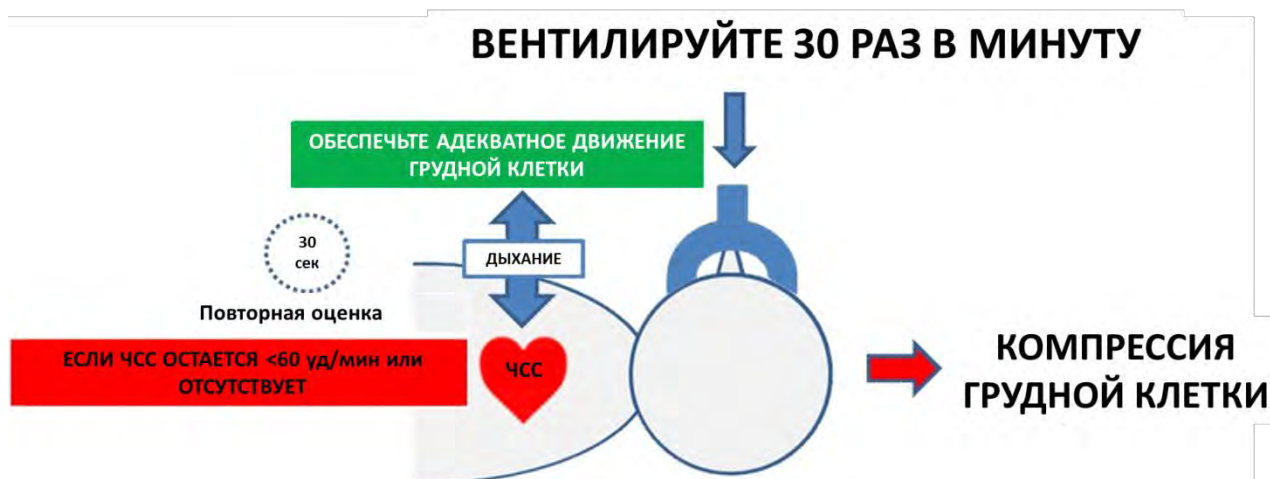 ВЕНТИЛИРУЙТЕ 30 РАЗ В МИНУТУ
ОБЕСПЕЧЬТЕ АДЕКВАТНОЕ ДВИЖЕНИЕ
ГРУДНОЙ КЛЕТКИ
30
сек
ДЫХАНИЕ
Повторная оценка
ЕСЛИ ЧСС ОСТАЕТСЯ <60 уд/мин или
ОТСУТСТВУЕТ
ЧСС
КОМПРЕССИЯ
ГРУДНОЙ КЛЕТКИ